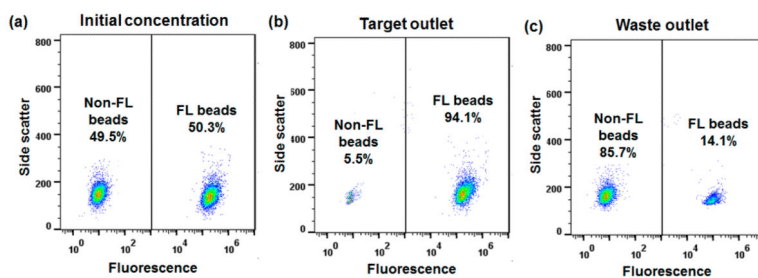 (a) Initial concentration
800
600
400
200
0
Side scatter
Non-FL
beads
49.5%
FL beads
50.3%
10^0 10^2 10^4 10^6
Fluorescence
(b) Target outlet
800
600
400
200
0
Side scatter
Non-FL
beads
5.5%
FL beads
94.1%
10^0 10^2 10^4 10^6
Fluorescence
(c) Waste outlet
800
600
400
200
0
Side scatter
Non-FL
beads
85.7%
FL beads
14.1%
10^0 10^2 10^4 10^6
Fluorescence